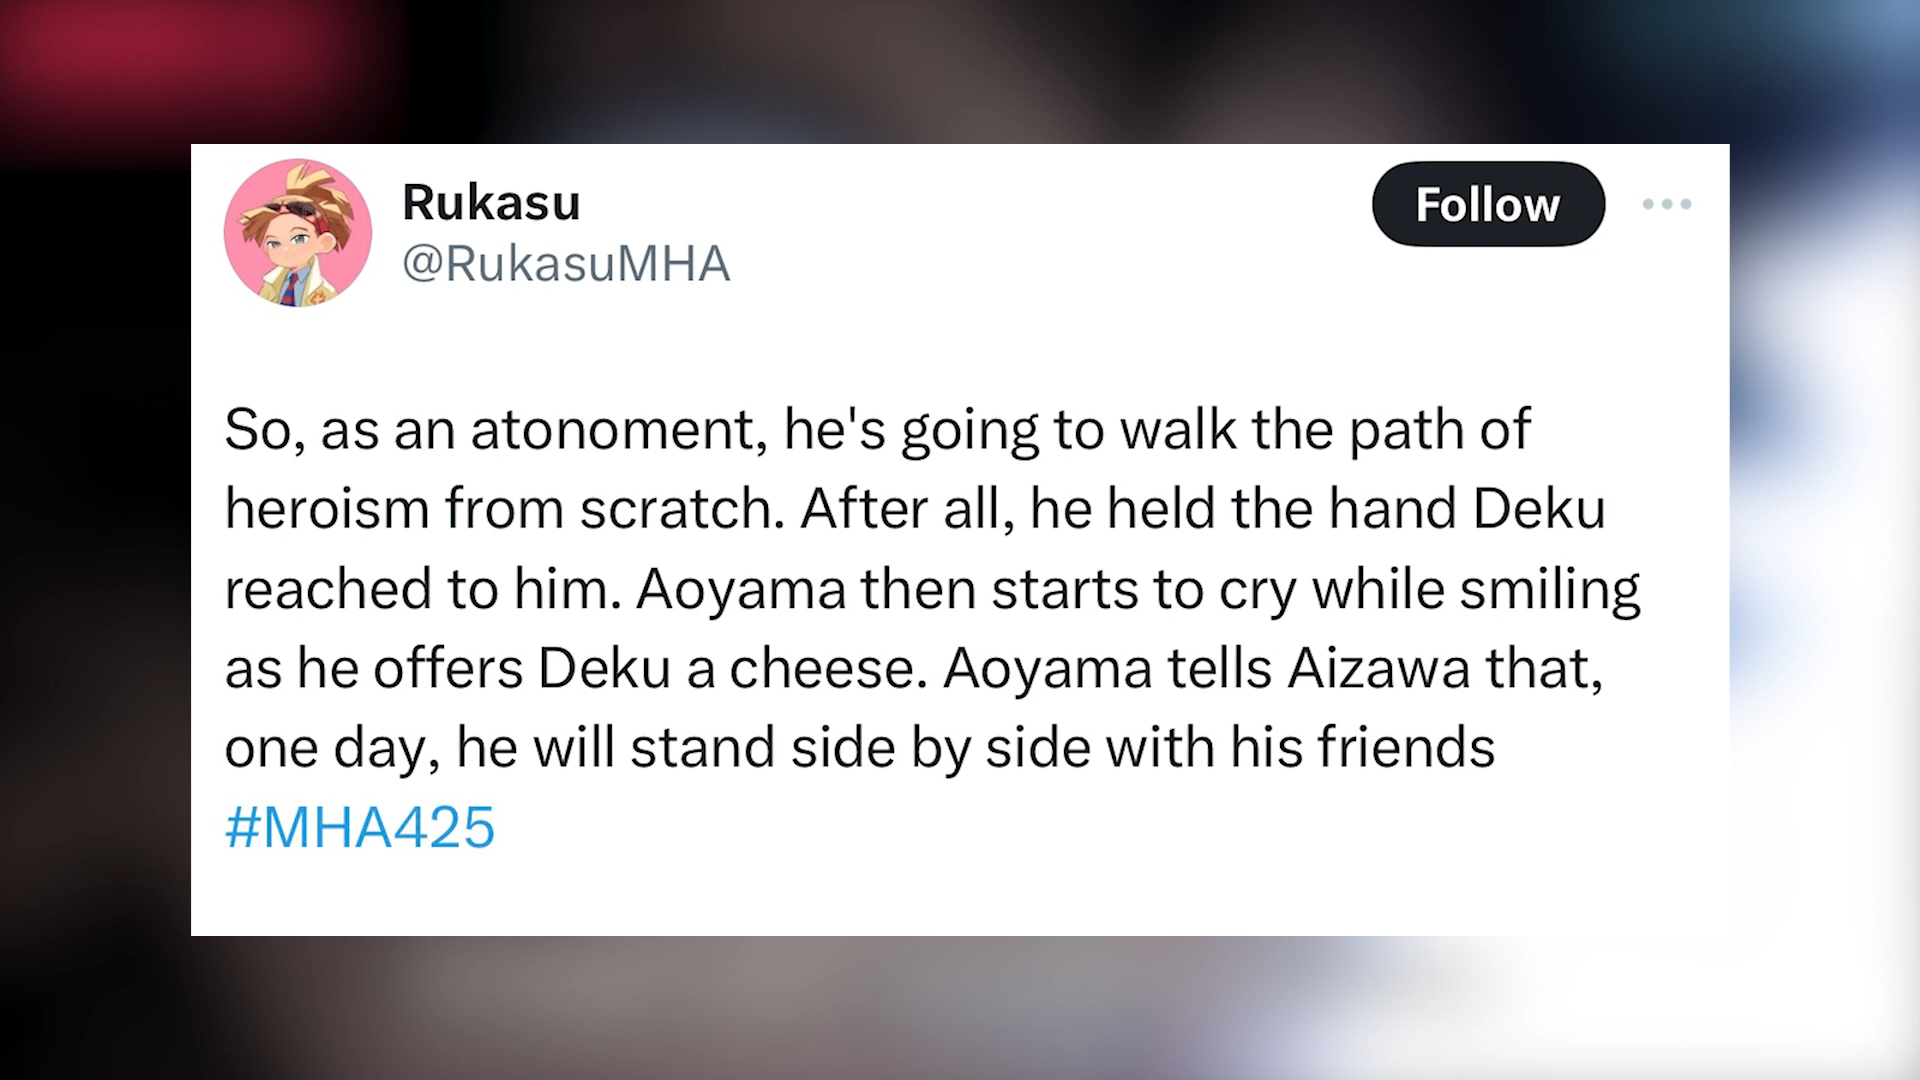 Rukasu
Follow
@RukasuMHA
So, as an atonoment, he's going to walk the path of
heroism from scratch. After all, he held the hand Deku
reached to him. Aoyama then starts to cry while smiling
as he offers Deku a cheese. Aoyama tells Aizawa that,
one day, he will stand side by side with his friends
#MHA425